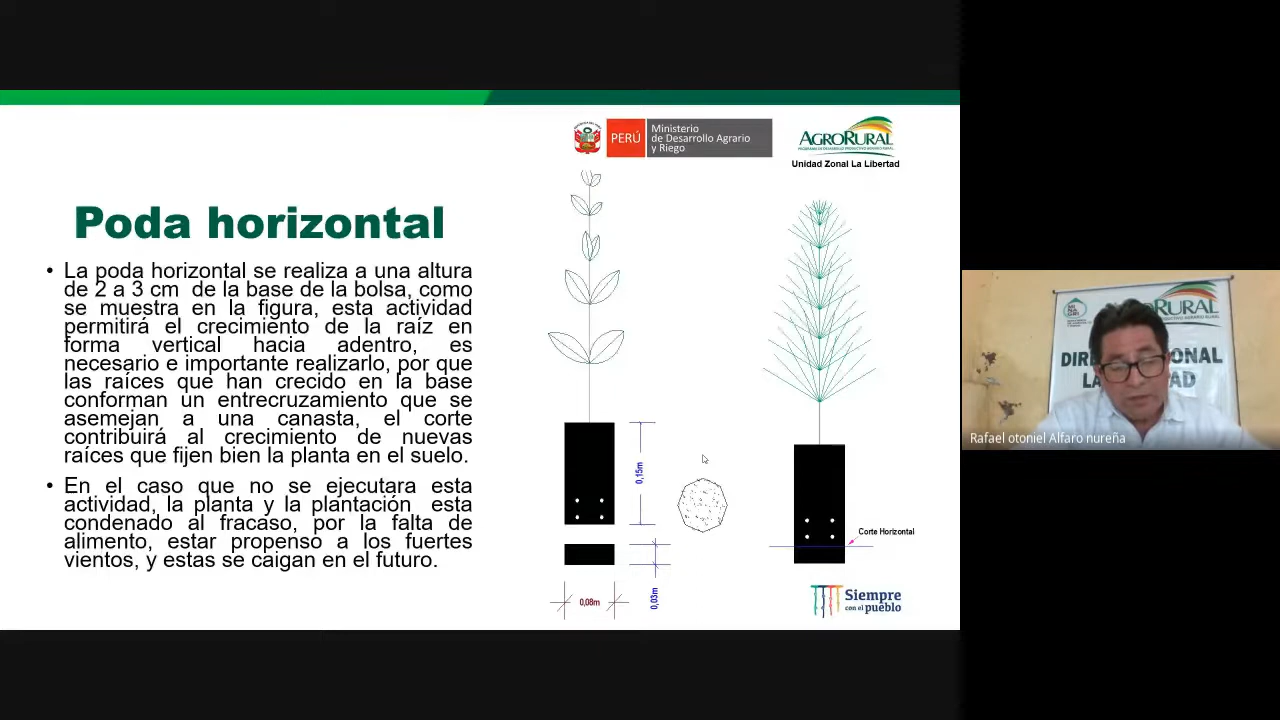 PERÚ
Ministerio
de Desarrollo Agrario
y Riego
AGRORURAL
PROGRAMA DE DESARROLLO PRODUCTIVO AGRARIO RURAL
Unidad Zonal La Libertad
Poda horizontal
• La poda horizontal se realiza a una altura
de 2 a 3 cm de la base de la bolsa, como
se muestra en la figura, esta actividad
permitirá el crecimiento de la raíz en
forma vertical hacia adentro, es
necesario e importante realizarlo, por que
las raíces que han crecido en la base
conforman un entrecruzamiento que se
asemejan a una canasta, el corte
contribuirá al crecimiento de nuevas
raíces que fijen bien la planta en el suelo.
• En el caso que no se ejecutara esta
actividad, la planta y la plantación esta
condenado al fracaso, por la falta de
alimento, estar propenso a los fuertes
vientos, y estas se caigan en el futuro.
0,15m
0,03m
0,08m
Corte Horizontal
Siempre
con el pueblo
RURAL
Rafael otoniel Alfaro nureña